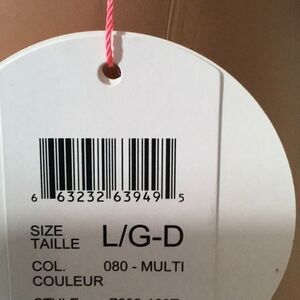 6 63232 63949 5
SIZE
TAILLE L/G-D
COL. 080 - MULTI
COULEUR